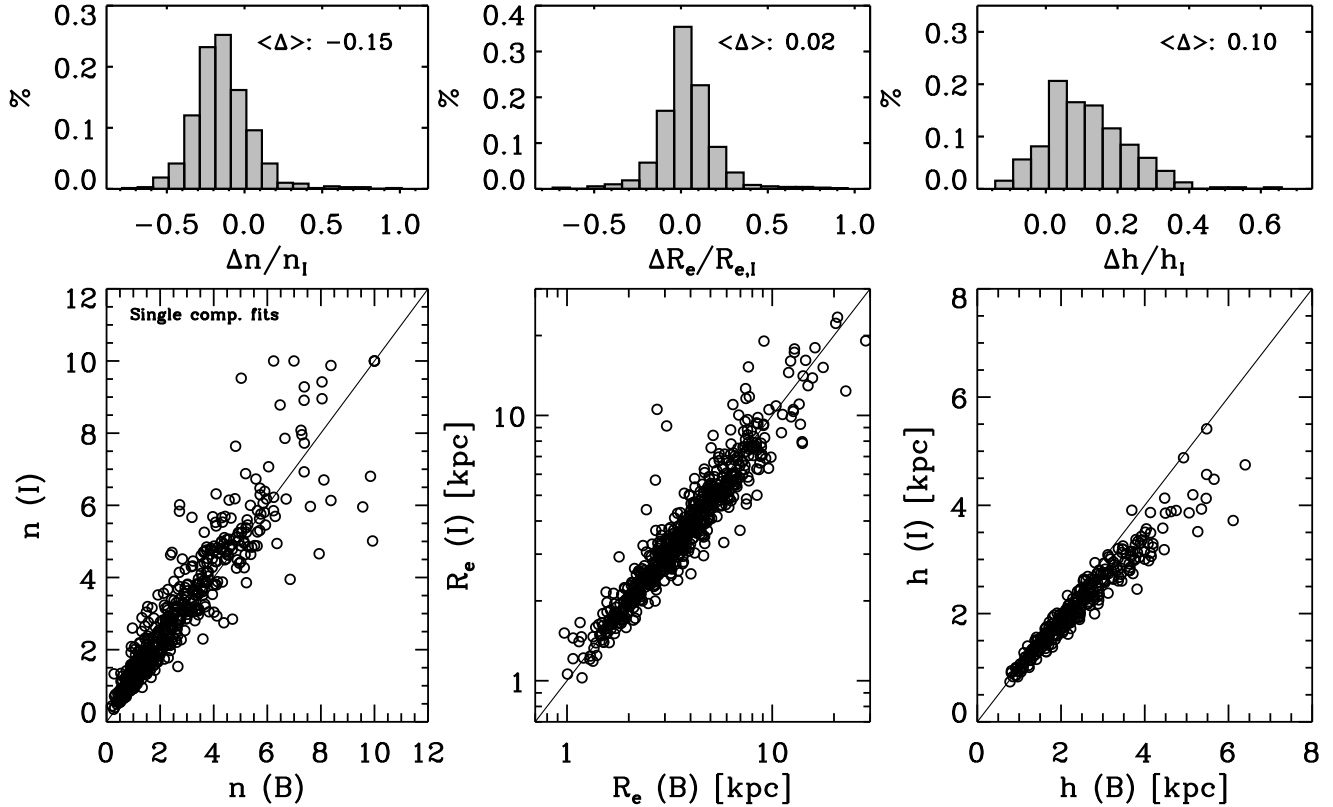 0.3
0.2
0.1
0.0
%
<Δ>: −0.15
−0.5 0.0 0.5 1.0
Δn/n_I
0.4
0.3
0.2
0.1
0.0
%
<Δ>: 0.02
−0.5 0.0 0.5 1.0
ΔR_e/R_e,I
0.3
0.2
0.1
0.0
%
<Δ>: 0.10
0.0 0.2 0.4 0.6
Δh/h_I
12
10
8
6
4
2
0
n (I)
Single comp. fits
0 2 4 6 8 10 12
n (B)
10
1
R_e (I) [kpc]
1 10
R_e (B) [kpc]
8
6
4
2
0
h (I) [kpc]
0 2 4 6 8
h (B) [kpc]